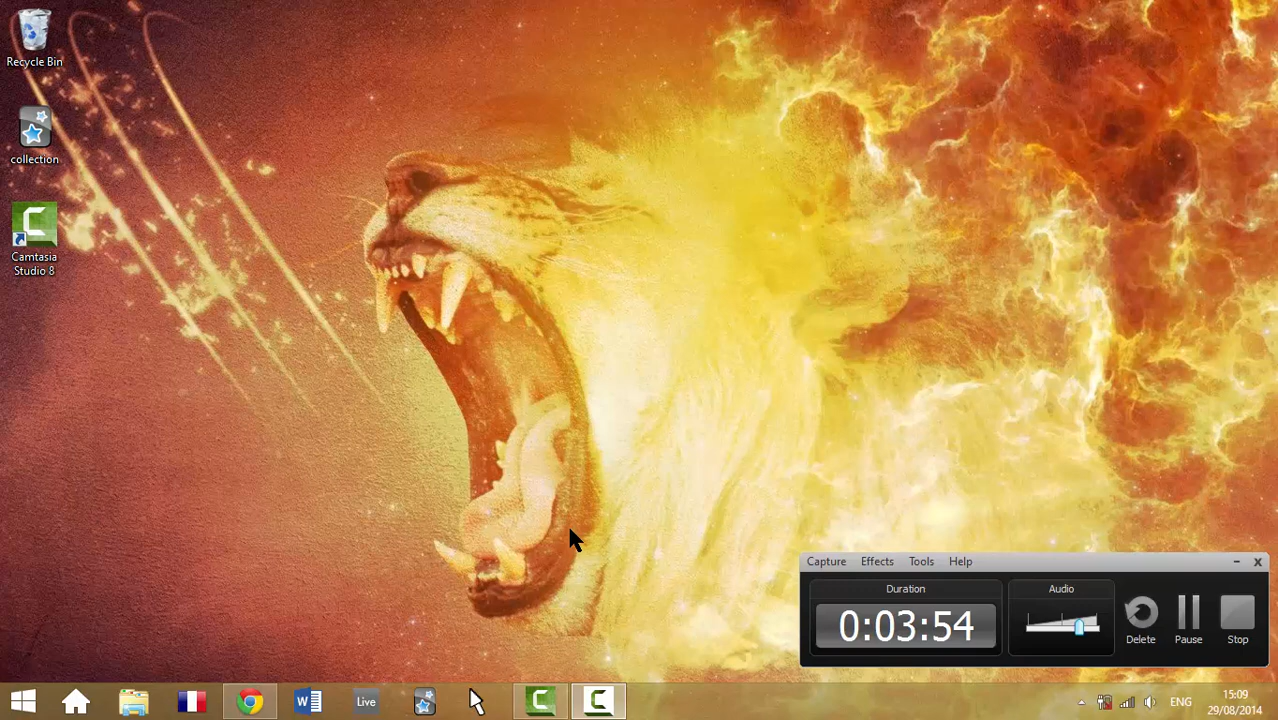 Recycle Bin
collection
Camtasia
Studio 8
Capture Effects Tools Help
Duration
Audio
0:03:54
Delete Pause Stop
Live
ENG
15:09
29/08/2014